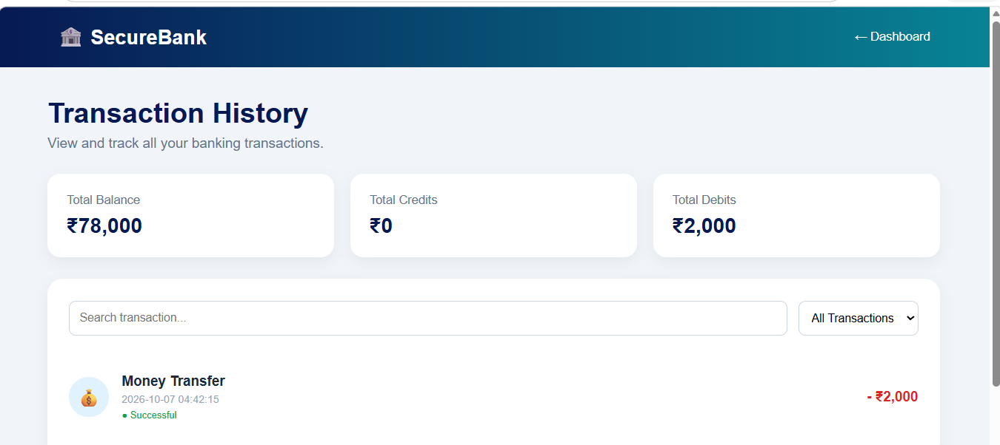 SecureBank
← Dashboard
Transaction History
View and track all your banking transactions.
Total Balance
₹78,000
Total Credits
₹0
Total Debits
₹2,000
Search transaction...
All Transactions
Money Transfer
2026-10-07 04:42:15
● Successful
- ₹2,000